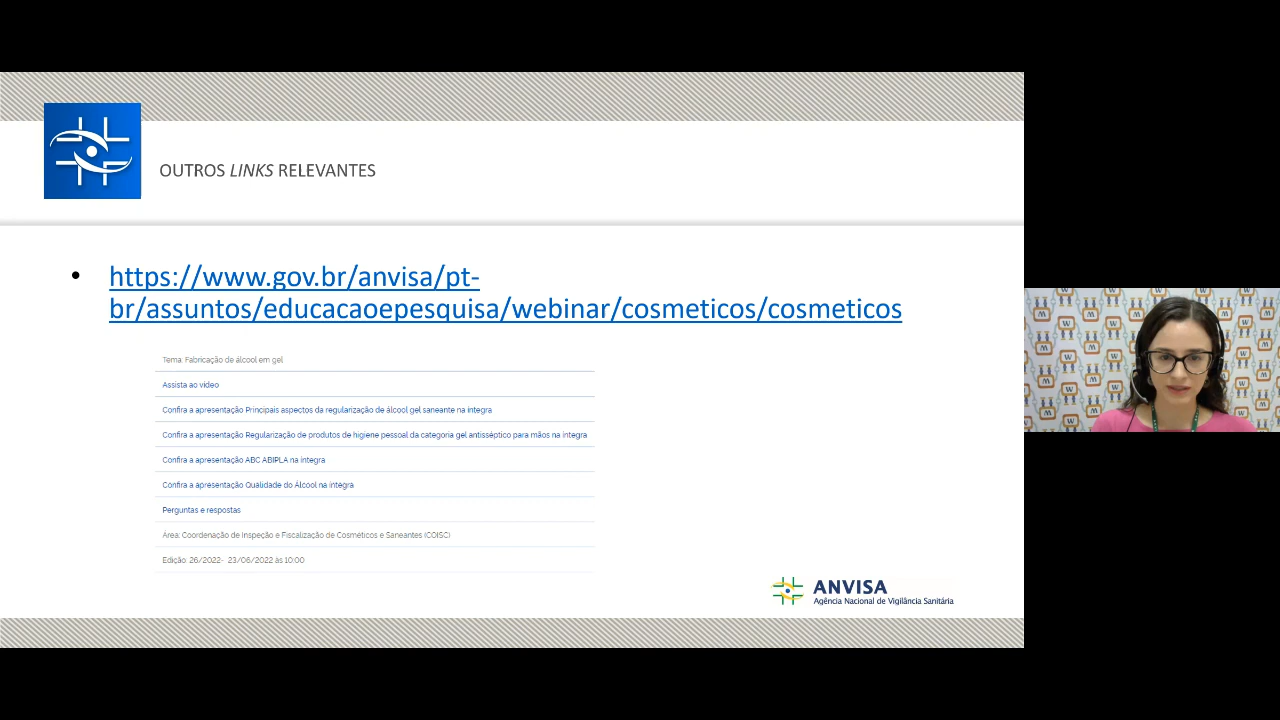 OUTROS LINKS RELEVANTES
• https://www.gov.br/anvisa/pt-
br/assuntos/educacaoepesquisa/webinar/cosmeticos/cosmeticos
Tema: Fabricação de álcool em gel
Assista ao vídeo
Confira a apresentação Principais aspectos da regularização de álcool gel saneante na íntegra
Confira a apresentação Regularização de produtos de higiene pessoal da categoria gel antisséptico para mãos na íntegra
Confira a apresentação ABC ABIPLA na íntegra
Confira a apresentação Qualidade do Álcool na íntegra
Perguntas e respostas
Área: Coordenação de Inspeção e Fiscalização de Cosméticos e Saneantes (COISC)
Edição 26/2022- 23/06/2022 às 10:00
ANVISA
Agência Nacional de Vigilância Sanitária